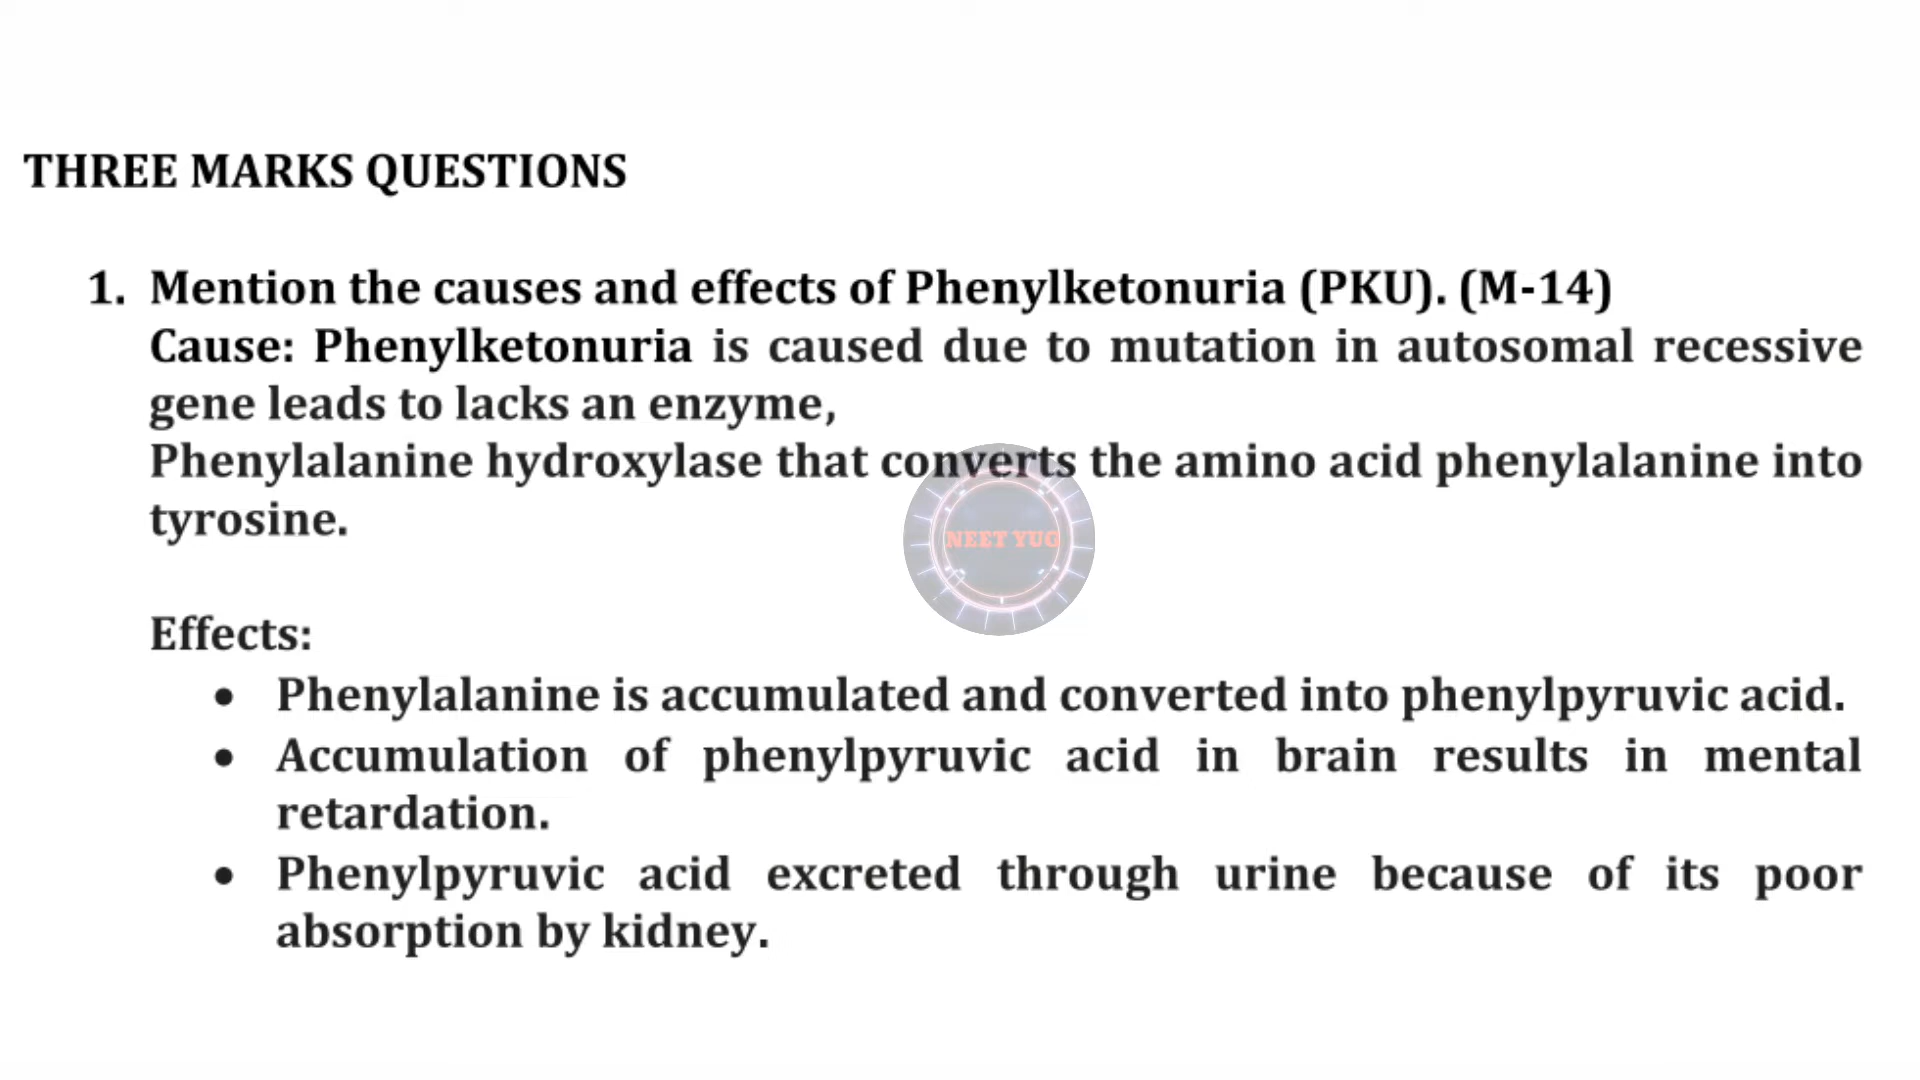 THREE MARKS QUESTIONS
1. Mention the causes and effects of Phenylketonuria (PKU). (M-14)
Cause: Phenylketonuria is caused due to mutation in autosomal recessive
gene leads to lacks an enzyme,
Phenylalanine hydroxylase that converts the amino acid phenylalanine into
tyrosine.
NEET YUG
Effects:
• Phenylalanine is accumulated and converted into phenylpyruvic acid.
• Accumulation of phenylpyruvic acid in brain results in mental
retardation.
• Phenylpyruvic acid excreted through urine because of its poor
absorption by kidney.